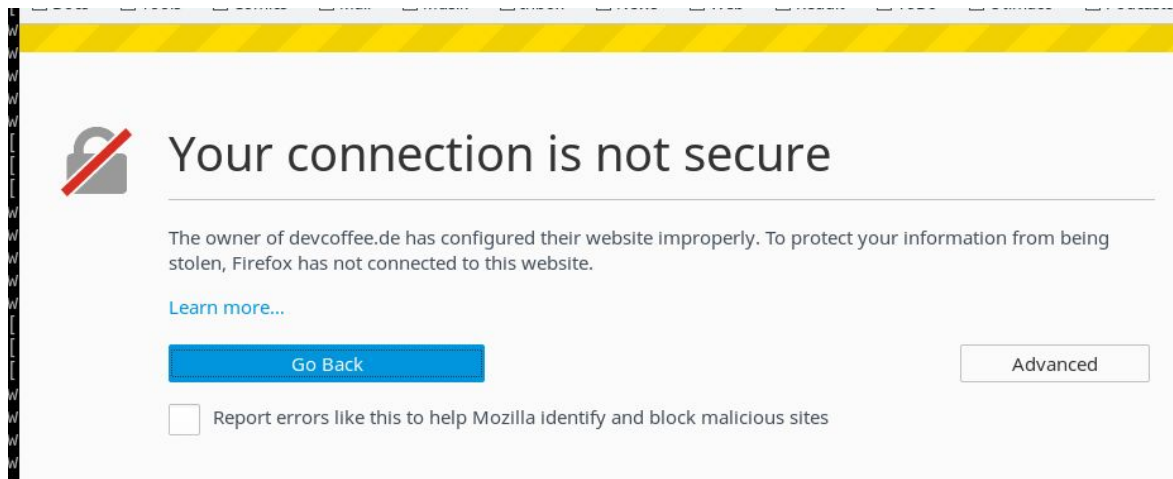 Your connection is not secure
The owner of devcoffee.de has configured their website improperly. To protect your information from being
stolen, Firefox has not connected to this website.
Learn more...
Go Back
Advanced
Report errors like this to help Mozilla identify and block malicious sites